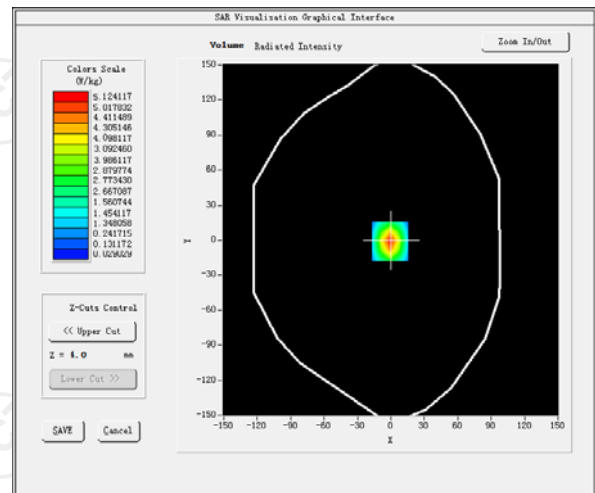 SAR Visualisation Graphical Interface
Volume Radiated Intensity
Zoom In/Out
Colors Scale
(W/kg)
5.124117
5.017832
4.411489
4.305146
4.098117
3.092460
3.986117
2.879774
2.773430
2.667087
1.560744
1.454117
1.348058
0.241715
0.131172
150
120
90
60
30
0
-30
-60
-90
-120
-150
Y
-150 -120 -90 -60 -30 0 30 60 90 120 150
X
Z-Cuts Control
<< Upper Cut
Z = 4.0 mm
Lower Cut >>
SAVE
Cancel